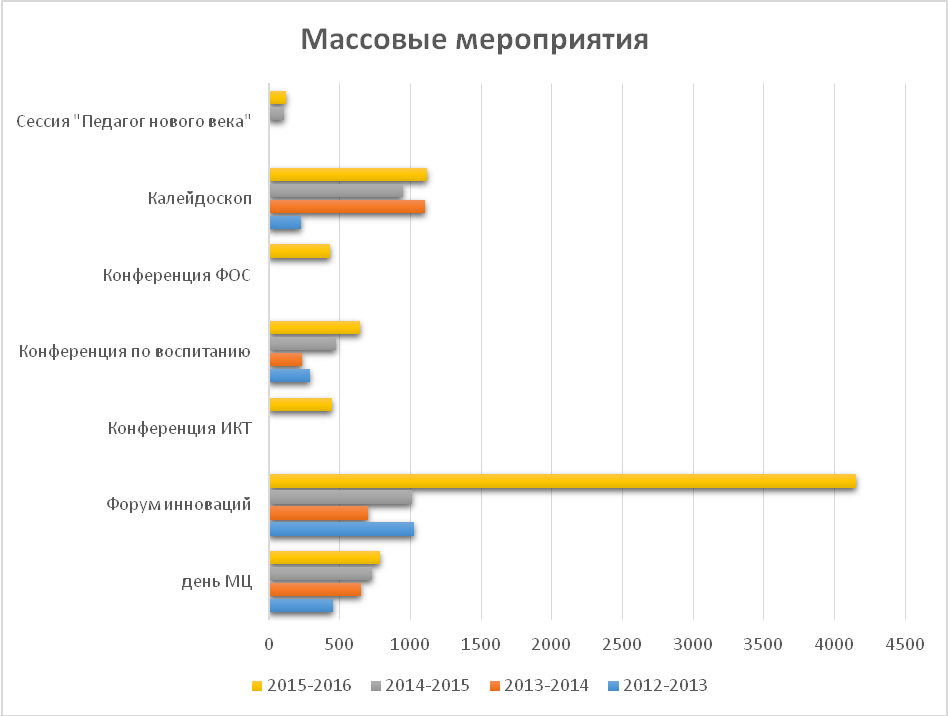 Массовые мероприятия
Сессия "Педагог нового века"
Калейдоскоп
Конференция ФОС
Конференция по воспитанию
Конференция ИКТ
Форум инноваций
день МЦ
0 500 1000 1500 2000 2500 3000 3500 4000 4500
2015-2016 2014-2015 2013-2014 2012-2013